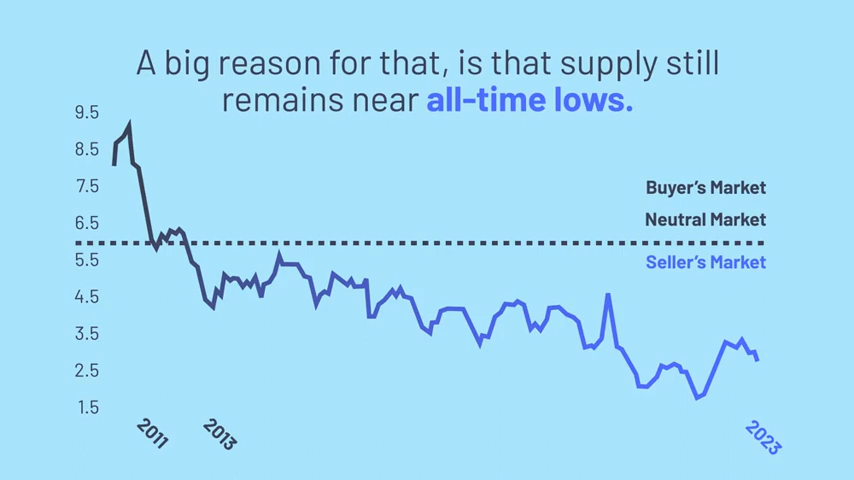 A big reason for that, is that supply still
remains near all-time lows.
9.5
8.5
7.5
6.5
5.5
4.5
3.5
2.5
1.5
Buyer's Market
Neutral Market
Seller's Market
2011
2013
2023